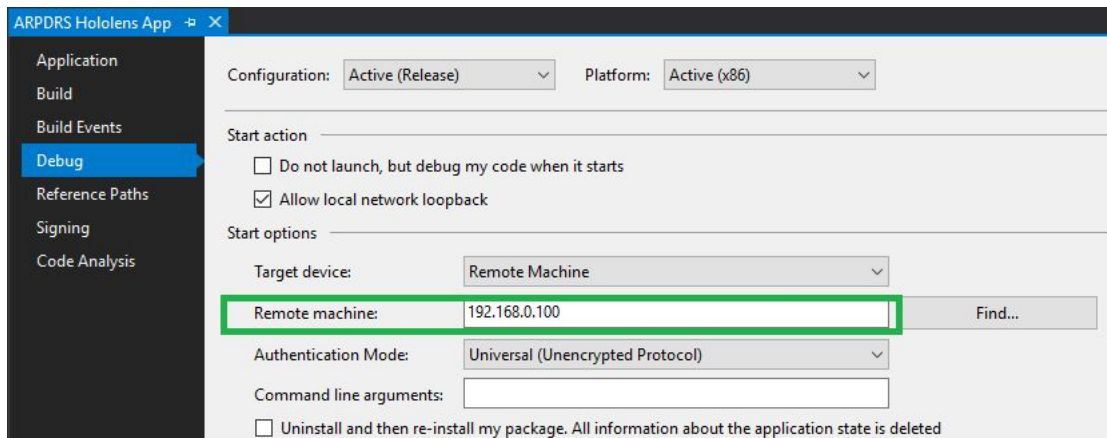 ARPDRS Hololens App
Application
Build
Build Events
Debug
Reference Paths
Signing
Code Analysis
Configuration: Active (Release) Platform: Active (x86)
Start action
Do not launch, but debug my code when it starts
Allow local network loopback
Start options
Target device: Remote Machine
Remote machine: 192.168.0.100 Find...
Authentication Mode: Universal (Unencrypted Protocol)
Command line arguments:
Uninstall and then re-install my package. All information about the application state is deleted